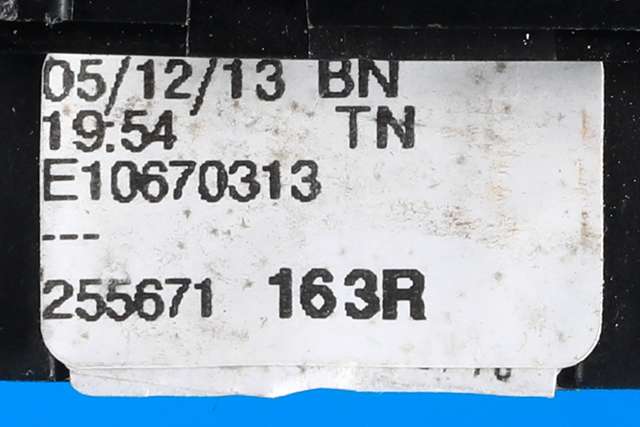 05/12/13 BN
19:54 TN
E10670313
---
255671 163R